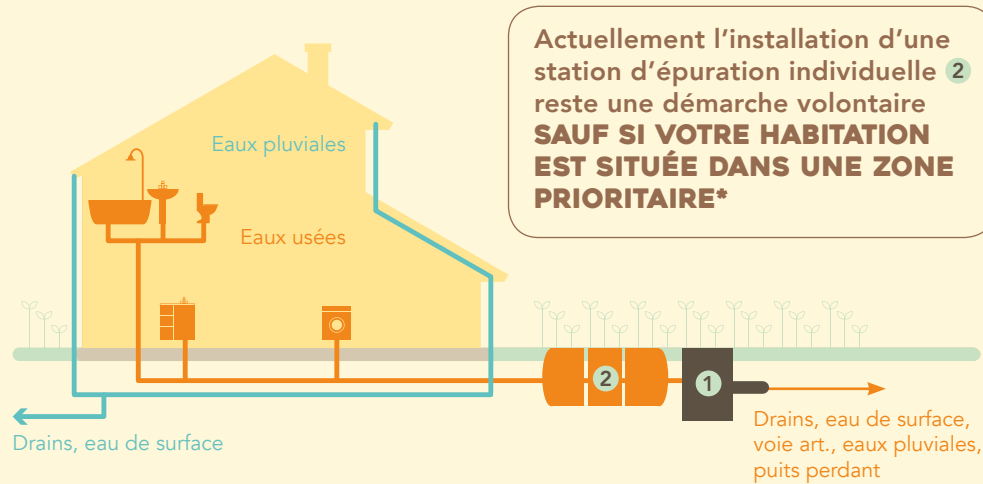 Actuellement l’installation d’une
station d’épuration individuelle 2
reste une démarche volontaire
SAUF SI VOTRE HABITATION
EST SITUÉE DANS UNE ZONE
PRIORITAIRE*
Eaux pluviales
Eaux usées
2
1
Drains, eau de surface
Drains, eau de surface,
voie art., eaux pluviales,
puits perdant